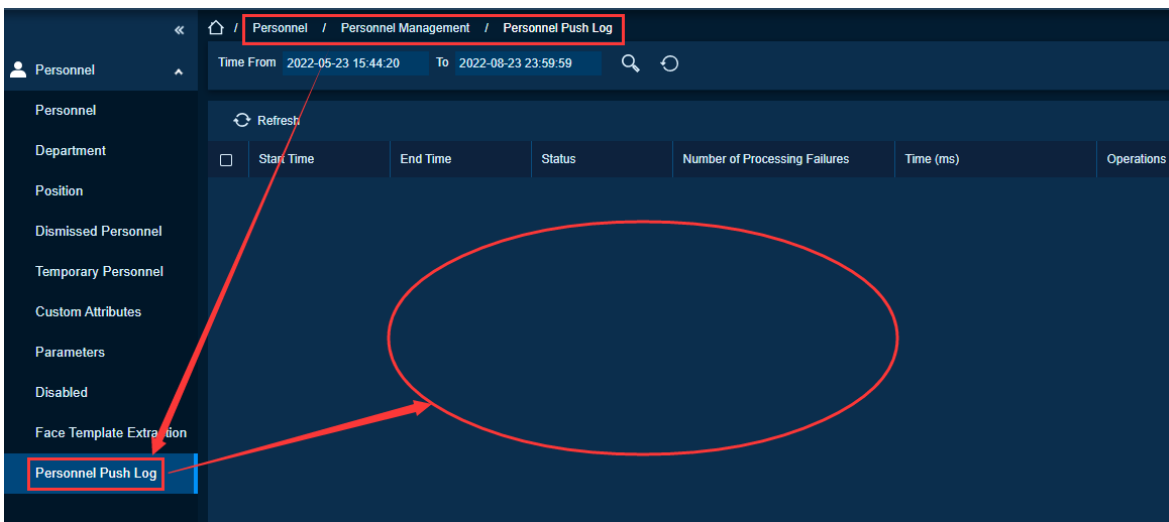 «
/ Personnel / Personnel Management / Personnel Push Log
Personnel
Time From 2022-05-23 15:44:20 To 2022-08-23 23:59:59
Personnel
Refresh
Department
Start Time End Time Status Number of Processing Failures Time (ms) Operations
Position
Dismissed Personnel
Temporary Personnel
Custom Attributes
Parameters
Disabled
Face Template Extraction
Personnel Push Log